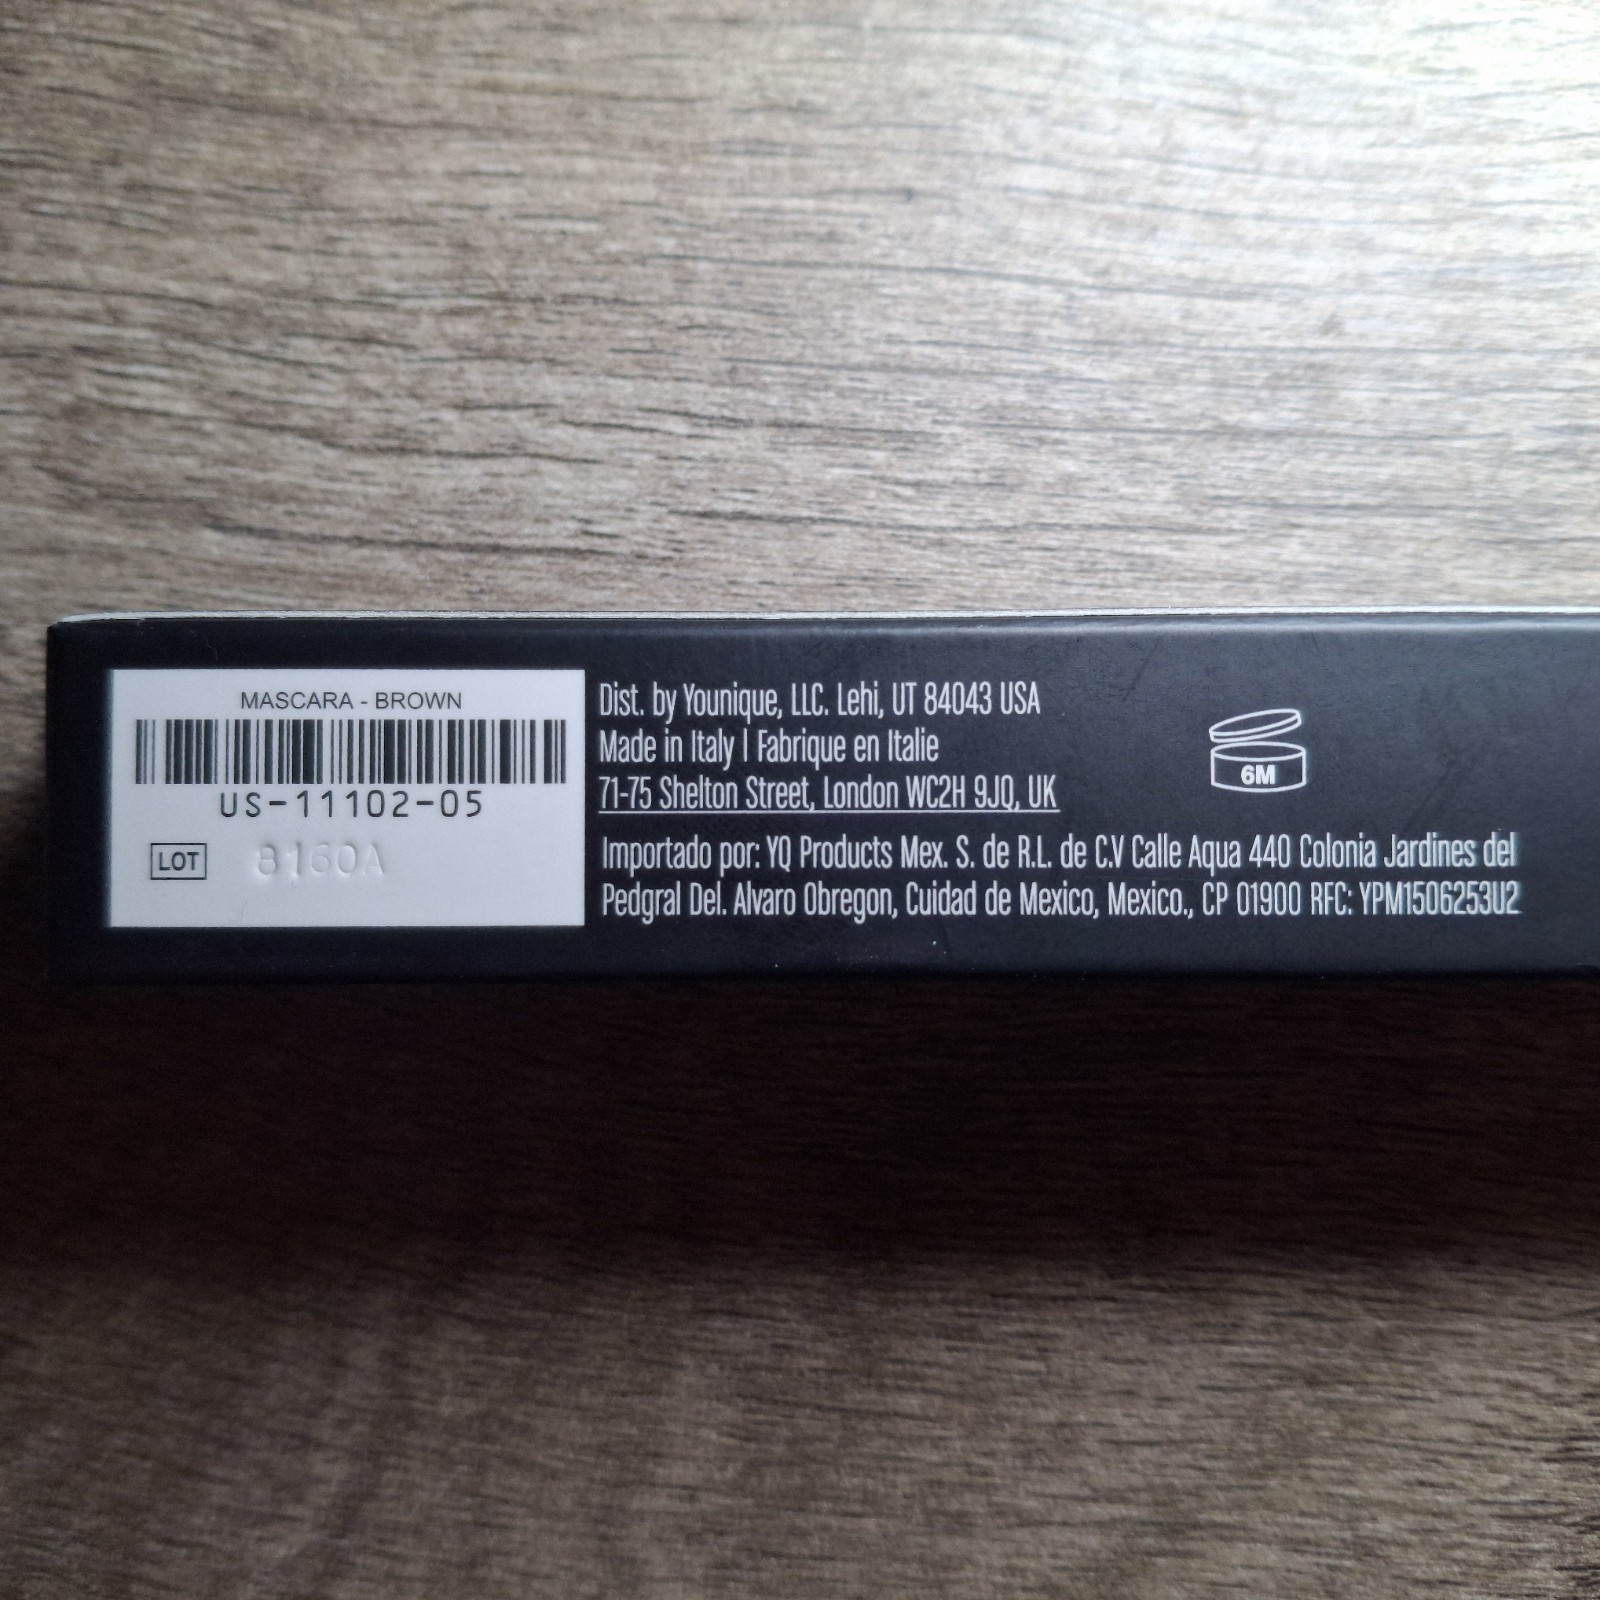 MASCARA - BROWN
US-11102-05
LOT 8160A
Dist. by Younique, LLC. Lehi, UT 84043 USA
Made in Italy | Fabrique en Italie
71-75 Shelton Street, London WC2H 9JQ, UK
6M
Importado por: YQ Products Mex. S. de R.L. de C.V Calle Aqua 440 Colonia Jardines del
Pedgral Del. Alvaro Obregon, Cuidad de Mexico, Mexico., CP 01900 RFC: YPM1506253U2